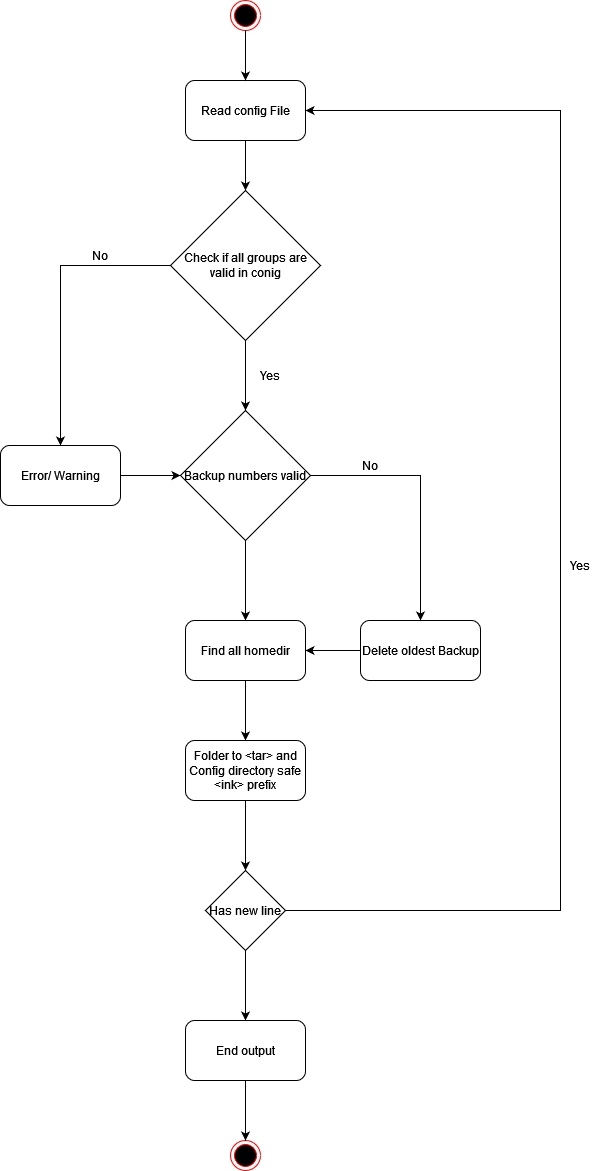 Read config File
Check if all groups are
valid in conig
No
Yes
Error/ Warning
Backup numbers valid
No
Yes
Find all homedir
Delete oldest Backup
Folder to <tar> and
Config directory safe
<ink> prefix
Has new line
End output